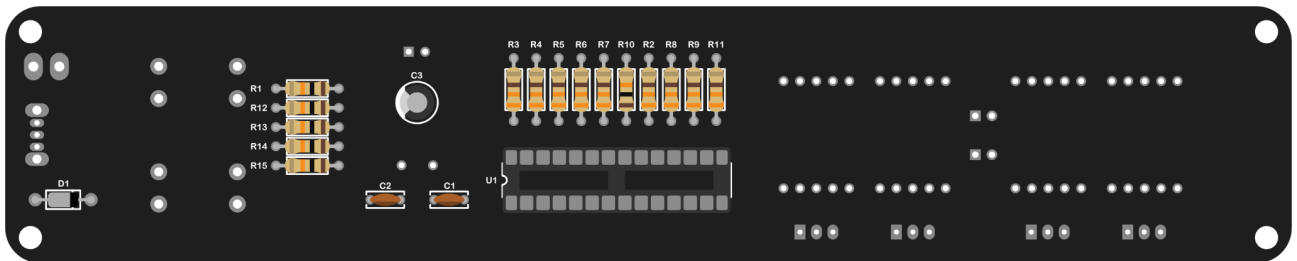 R3 R4 R5 R6 R7 R10 R2 R8 R9 R11
C3
R1
R12
R13
R14
R15
U1
D1
C2 C1